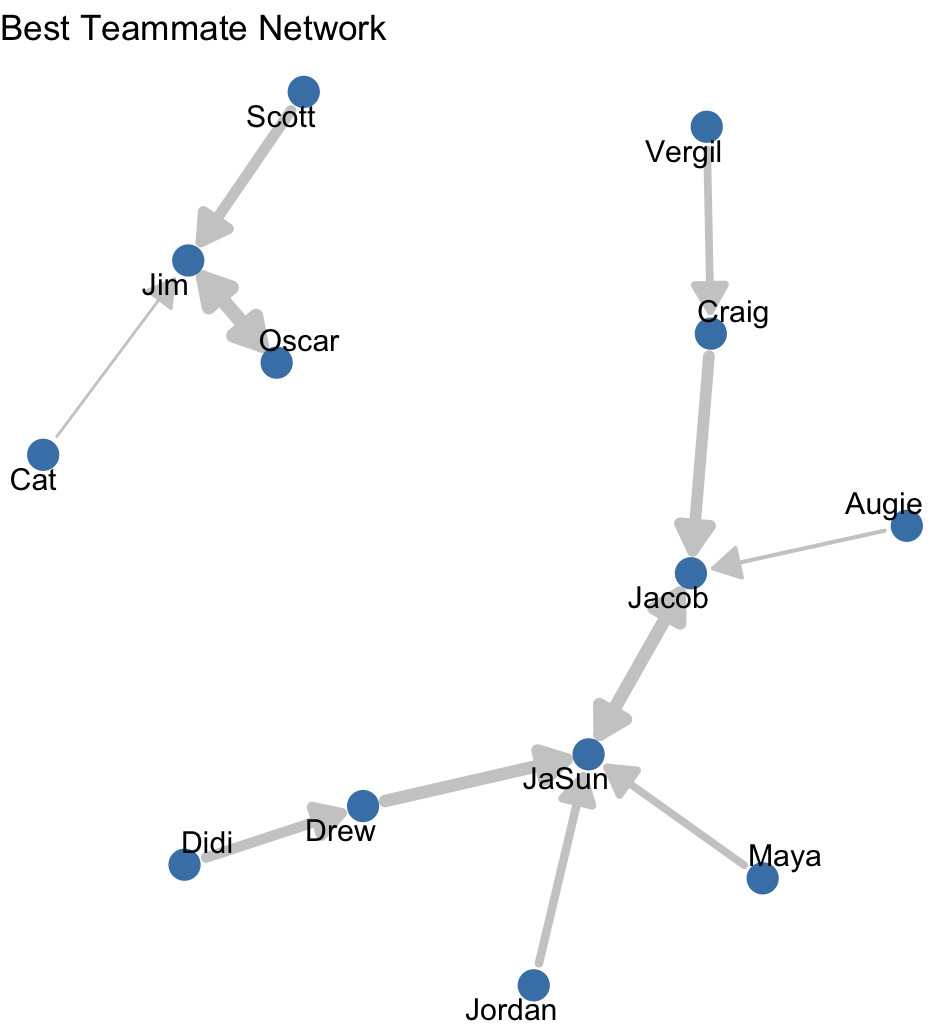 Best Teammate Network
Scott
Vergil
Jim
Craig
Oscar
Cat
Augie
Jacob
JaSun
Drew
Didi
Maya
Jordan